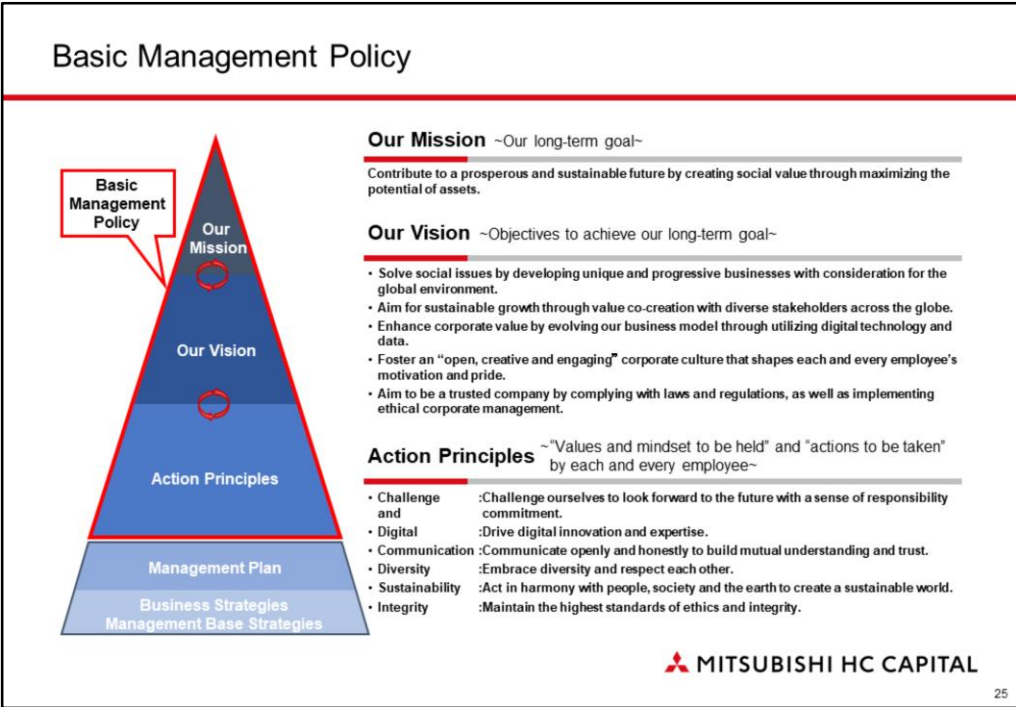 Basic Management Policy
Basic
Management
Policy
Our
Mission
Our Vision
Action Principles
Management Plan
Business Strategies
Management Base Strategies
Our Mission ~Our long-term goal~
Contribute to a prosperous and sustainable future by creating social value through maximizing the
potential of assets.
Our Vision ~Objectives to achieve our long-term goal~
・ Solve social issues by developing unique and progressive businesses with consideration for the
global environment.
・ Aim for sustainable growth through value co-creation with diverse stakeholders across the globe.
・ Enhance corporate value by evolving our business model through utilizing digital technology and
data.
・ Foster an “open, creative and engaging” corporate culture that shapes each and every employee’s
motivation and pride.
・ Aim to be a trusted company by complying with laws and regulations, as well as implementing
ethical corporate management.
Action Principles ~“Values and mindset to be held” and “actions to be taken”
by each and every employee~
・ Challenge :Challenge ourselves to look forward to the future with a sense of responsibility
and commitment.
・ Digital :Drive digital innovation and expertise.
・ Communication :Communicate openly and honestly to build mutual understanding and trust.
・ Diversity :Embrace diversity and respect each other.
・ Sustainability :Act in harmony with people, society and the earth to create a sustainable world.
・ Integrity :Maintain the highest standards of ethics and integrity.
MITSUBISHI HC CAPITAL
25